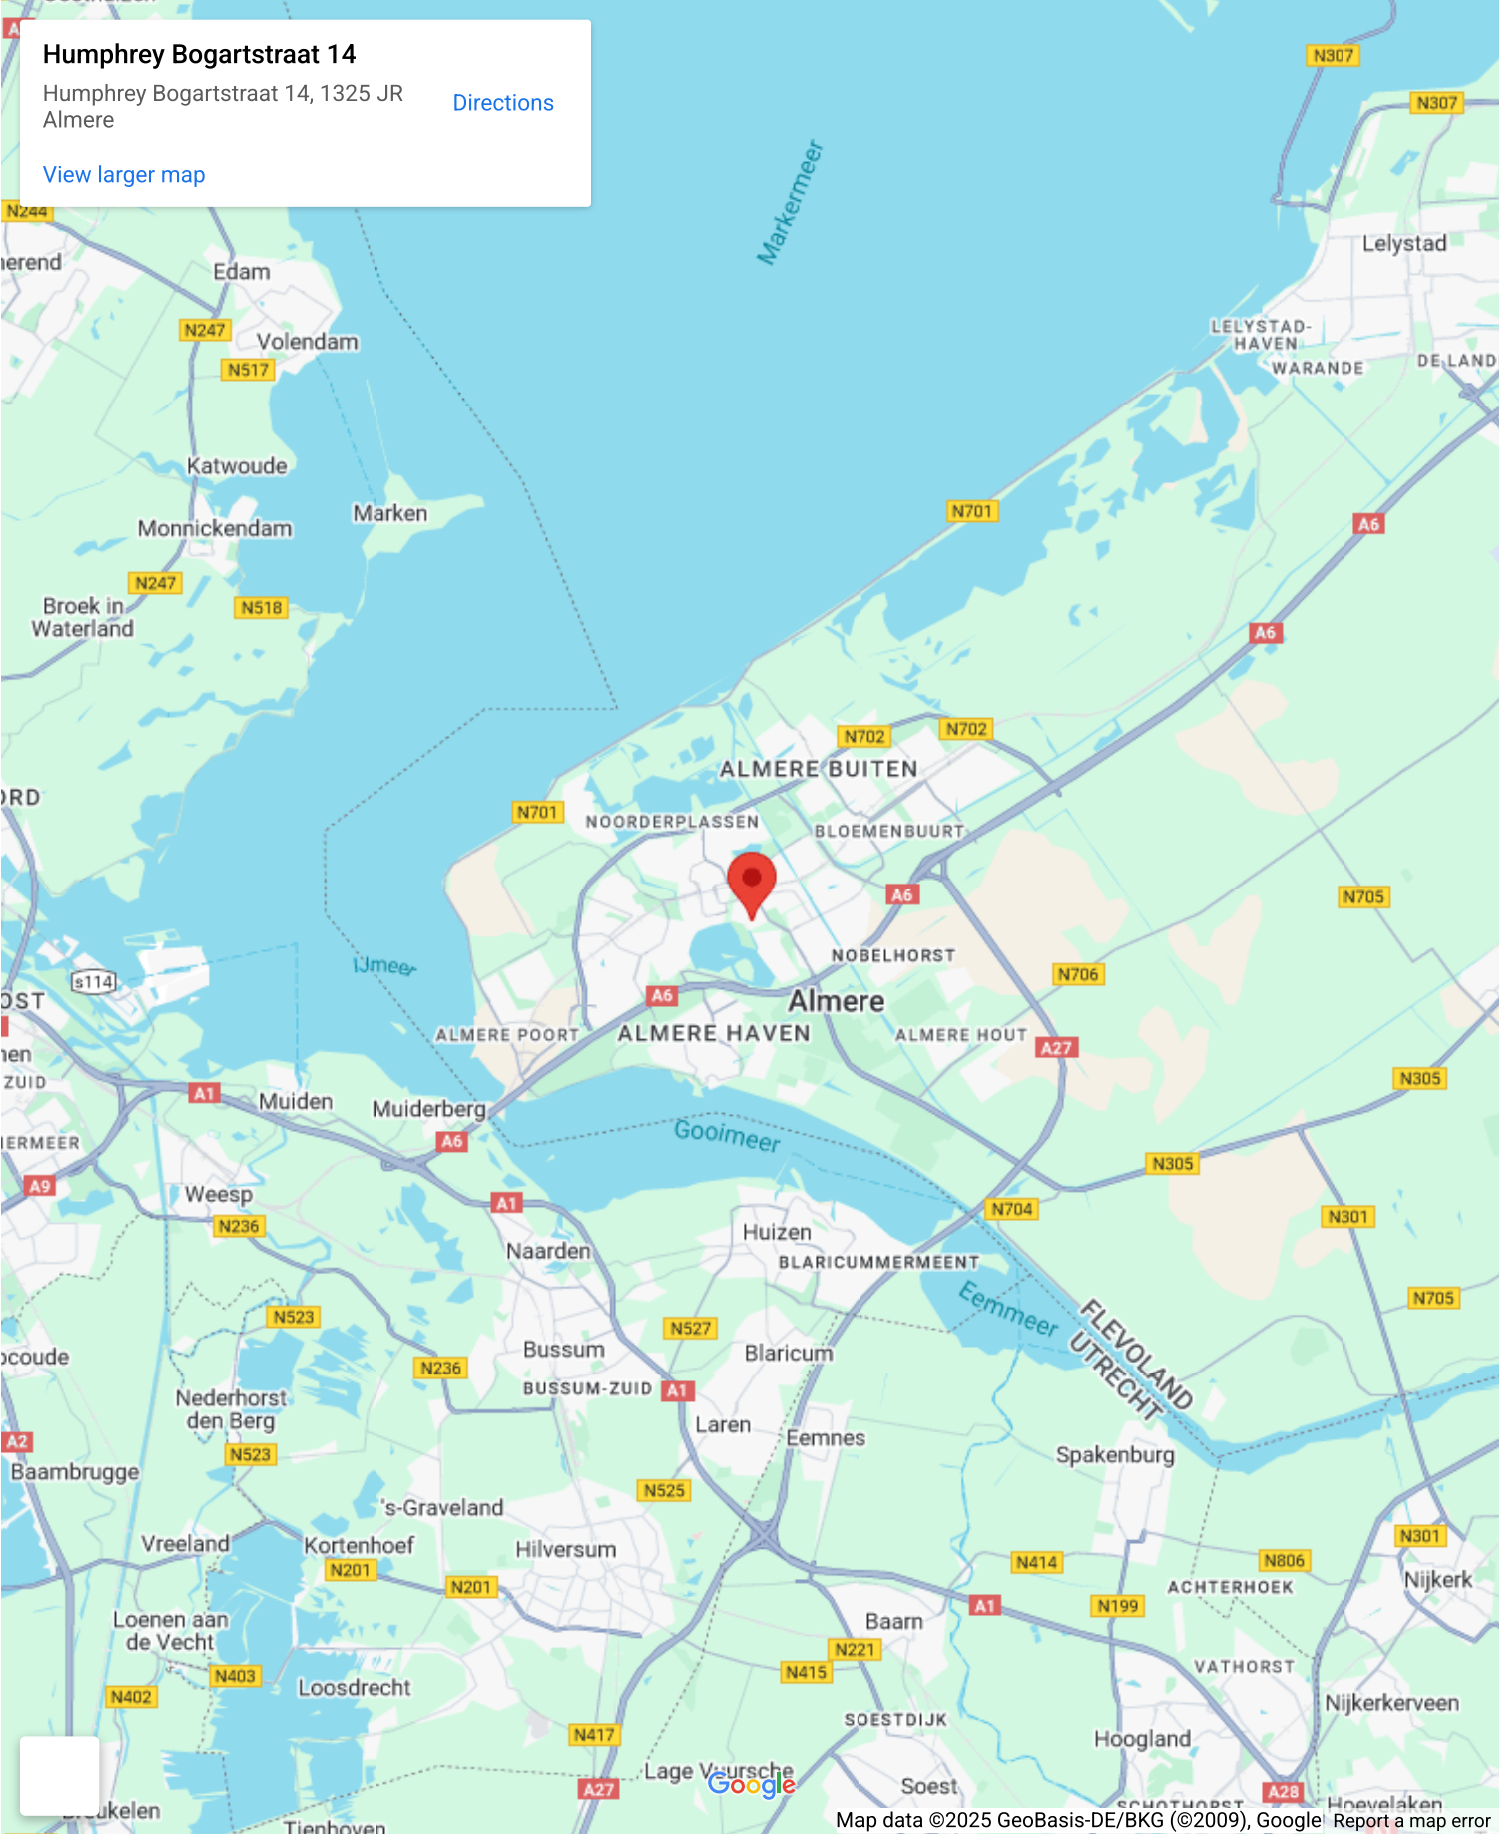 Humphrey Bogartstraat 14
Humphrey Bogartstraat 14, 1325 JR
Almere
Directions
View larger map
N307
N307
Markermeer
N244
Lelystad
Edam
N247
Volendam
LELYSTAD-
HAVEN
N517
WARANDE
DE LAND
Katwoude
Marken
N701
A6
Monnickendam
N247
Broek in
Waterland
N518
A6
N702
N702
ALMERE BUITEN
N701
NOORDERPLASSEN
BLOEMENBUURT
A6
N705
NOBELHORST
IJmeer
s114
N706
A6
Almere
ALMERE POORT
ALMERE HAVEN
ALMERE HOUT
A27
ZUID
N305
A1
Muiden
Muiderberg
A6
Gooimeer
N305
A9
Weesp
A1
N704
N236
N301
Huizen
Naarden
BLARICUMMERMEENT
Eemmeer
N705
N523
N527
FLEVOLAND
UTRECHT
Bussum
Blaricum
N236
BUSSUM-ZUID
A1
Nederhorst
den Berg
Laren
Eemnes
A2
N523
Spakenburg
Baambrugge
N525
's-Graveland
N301
Vreeland
Kortenhoef
Hilversum
N414
N806
N201
N201
ACHTERHOEK
Nijkerk
A1
N199
Loenen aan
de Vecht
Baarn
N221
N415
VATHORST
N403
Loosdrecht
N402
Nijkerkerveen
SOESTDIJK
N417
Hoogland
Lage Vuursche
Google
Soest
A27
A28
Hoevelaken
Map data ©2025 GeoBasis-DE/BKG (©2009), Google
Report a map error